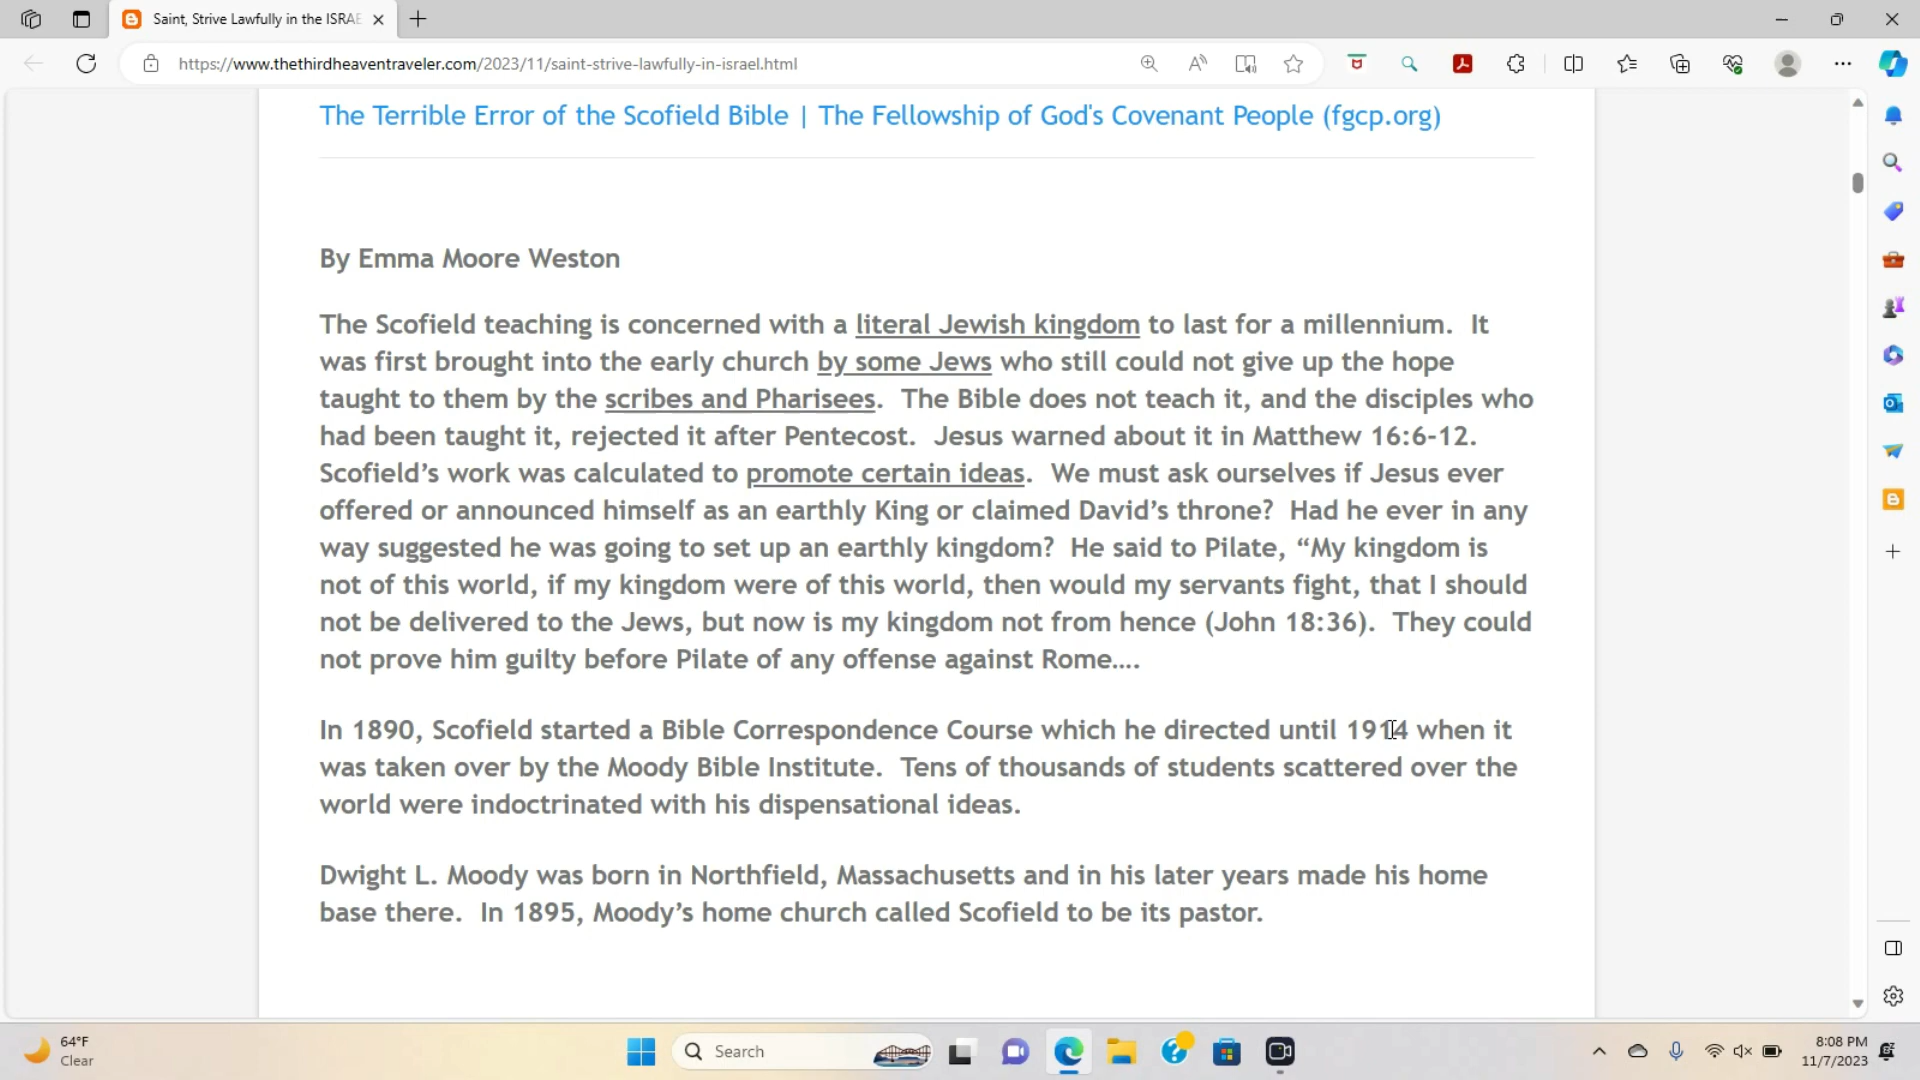 Saint, Strive Lawfully in the ISRAE
https://www.thethirdheaventraveler.com/2023/11/saint-strive-lawfully-in-israel.html
The Terrible Error of the Scofield Bible | The Fellowship of God's Covenant People (fgcp.org)
By Emma Moore Weston
The Scofield teaching is concerned with a literal Jewish kingdom to last for a millennium.  It
was first brought into the early church by some Jews who still could not give up the hope
taught to them by the scribes and Pharisees.  The Bible does not teach it, and the disciples who
had been taught it, rejected it after Pentecost.  Jesus warned about it in Matthew 16:6-12.
Scofield’s work was calculated to promote certain ideas.  We must ask ourselves if Jesus ever
offered or announced himself as an earthly King or claimed David’s throne?  Had he ever in any
way suggested he was going to set up an earthly kingdom?  He said to Pilate, “My kingdom is
not of this world, if my kingdom were of this world, then would my servants fight, that I should
not be delivered to the Jews, but now is my kingdom not from hence (John 18:36).  They could
not prove him guilty before Pilate of any offense against Rome….
In 1890, Scofield started a Bible Correspondence Course which he directed until 1914 when it
was taken over by the Moody Bible Institute.  Tens of thousands of students scattered over the
world were indoctrinated with his dispensational ideas.
Dwight L. Moody was born in Northfield, Massachusetts and in his later years made his home
base there.  In 1895, Moody’s home church called Scofield to be its pastor.
64°F
Clear
Search
8:08 PM
11/7/2023